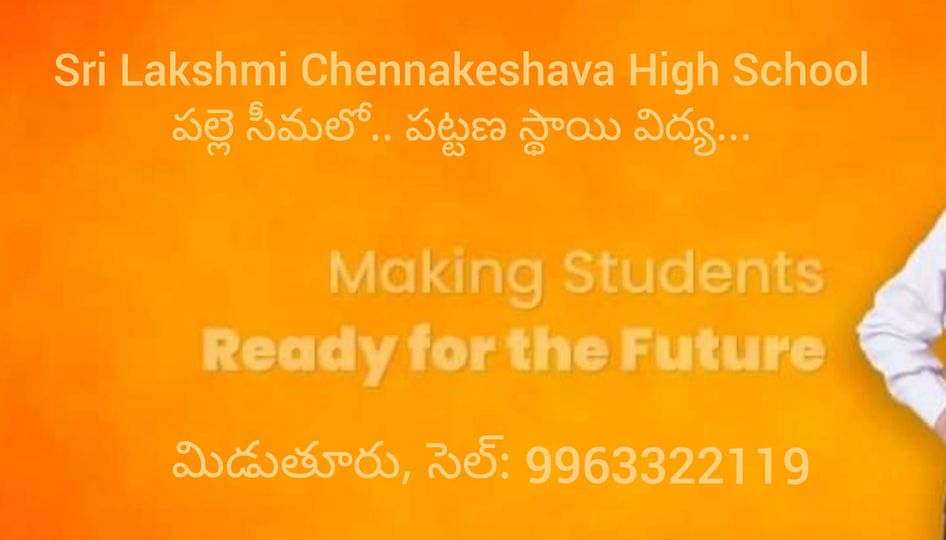 Sri Lakshmi Chennakeshava High School
పల్లె సీమలో.. పట్టణ స్థాయి విద్య...
Making Students
Ready for the Future
మిడుతూరు, సెల్: 9963322119